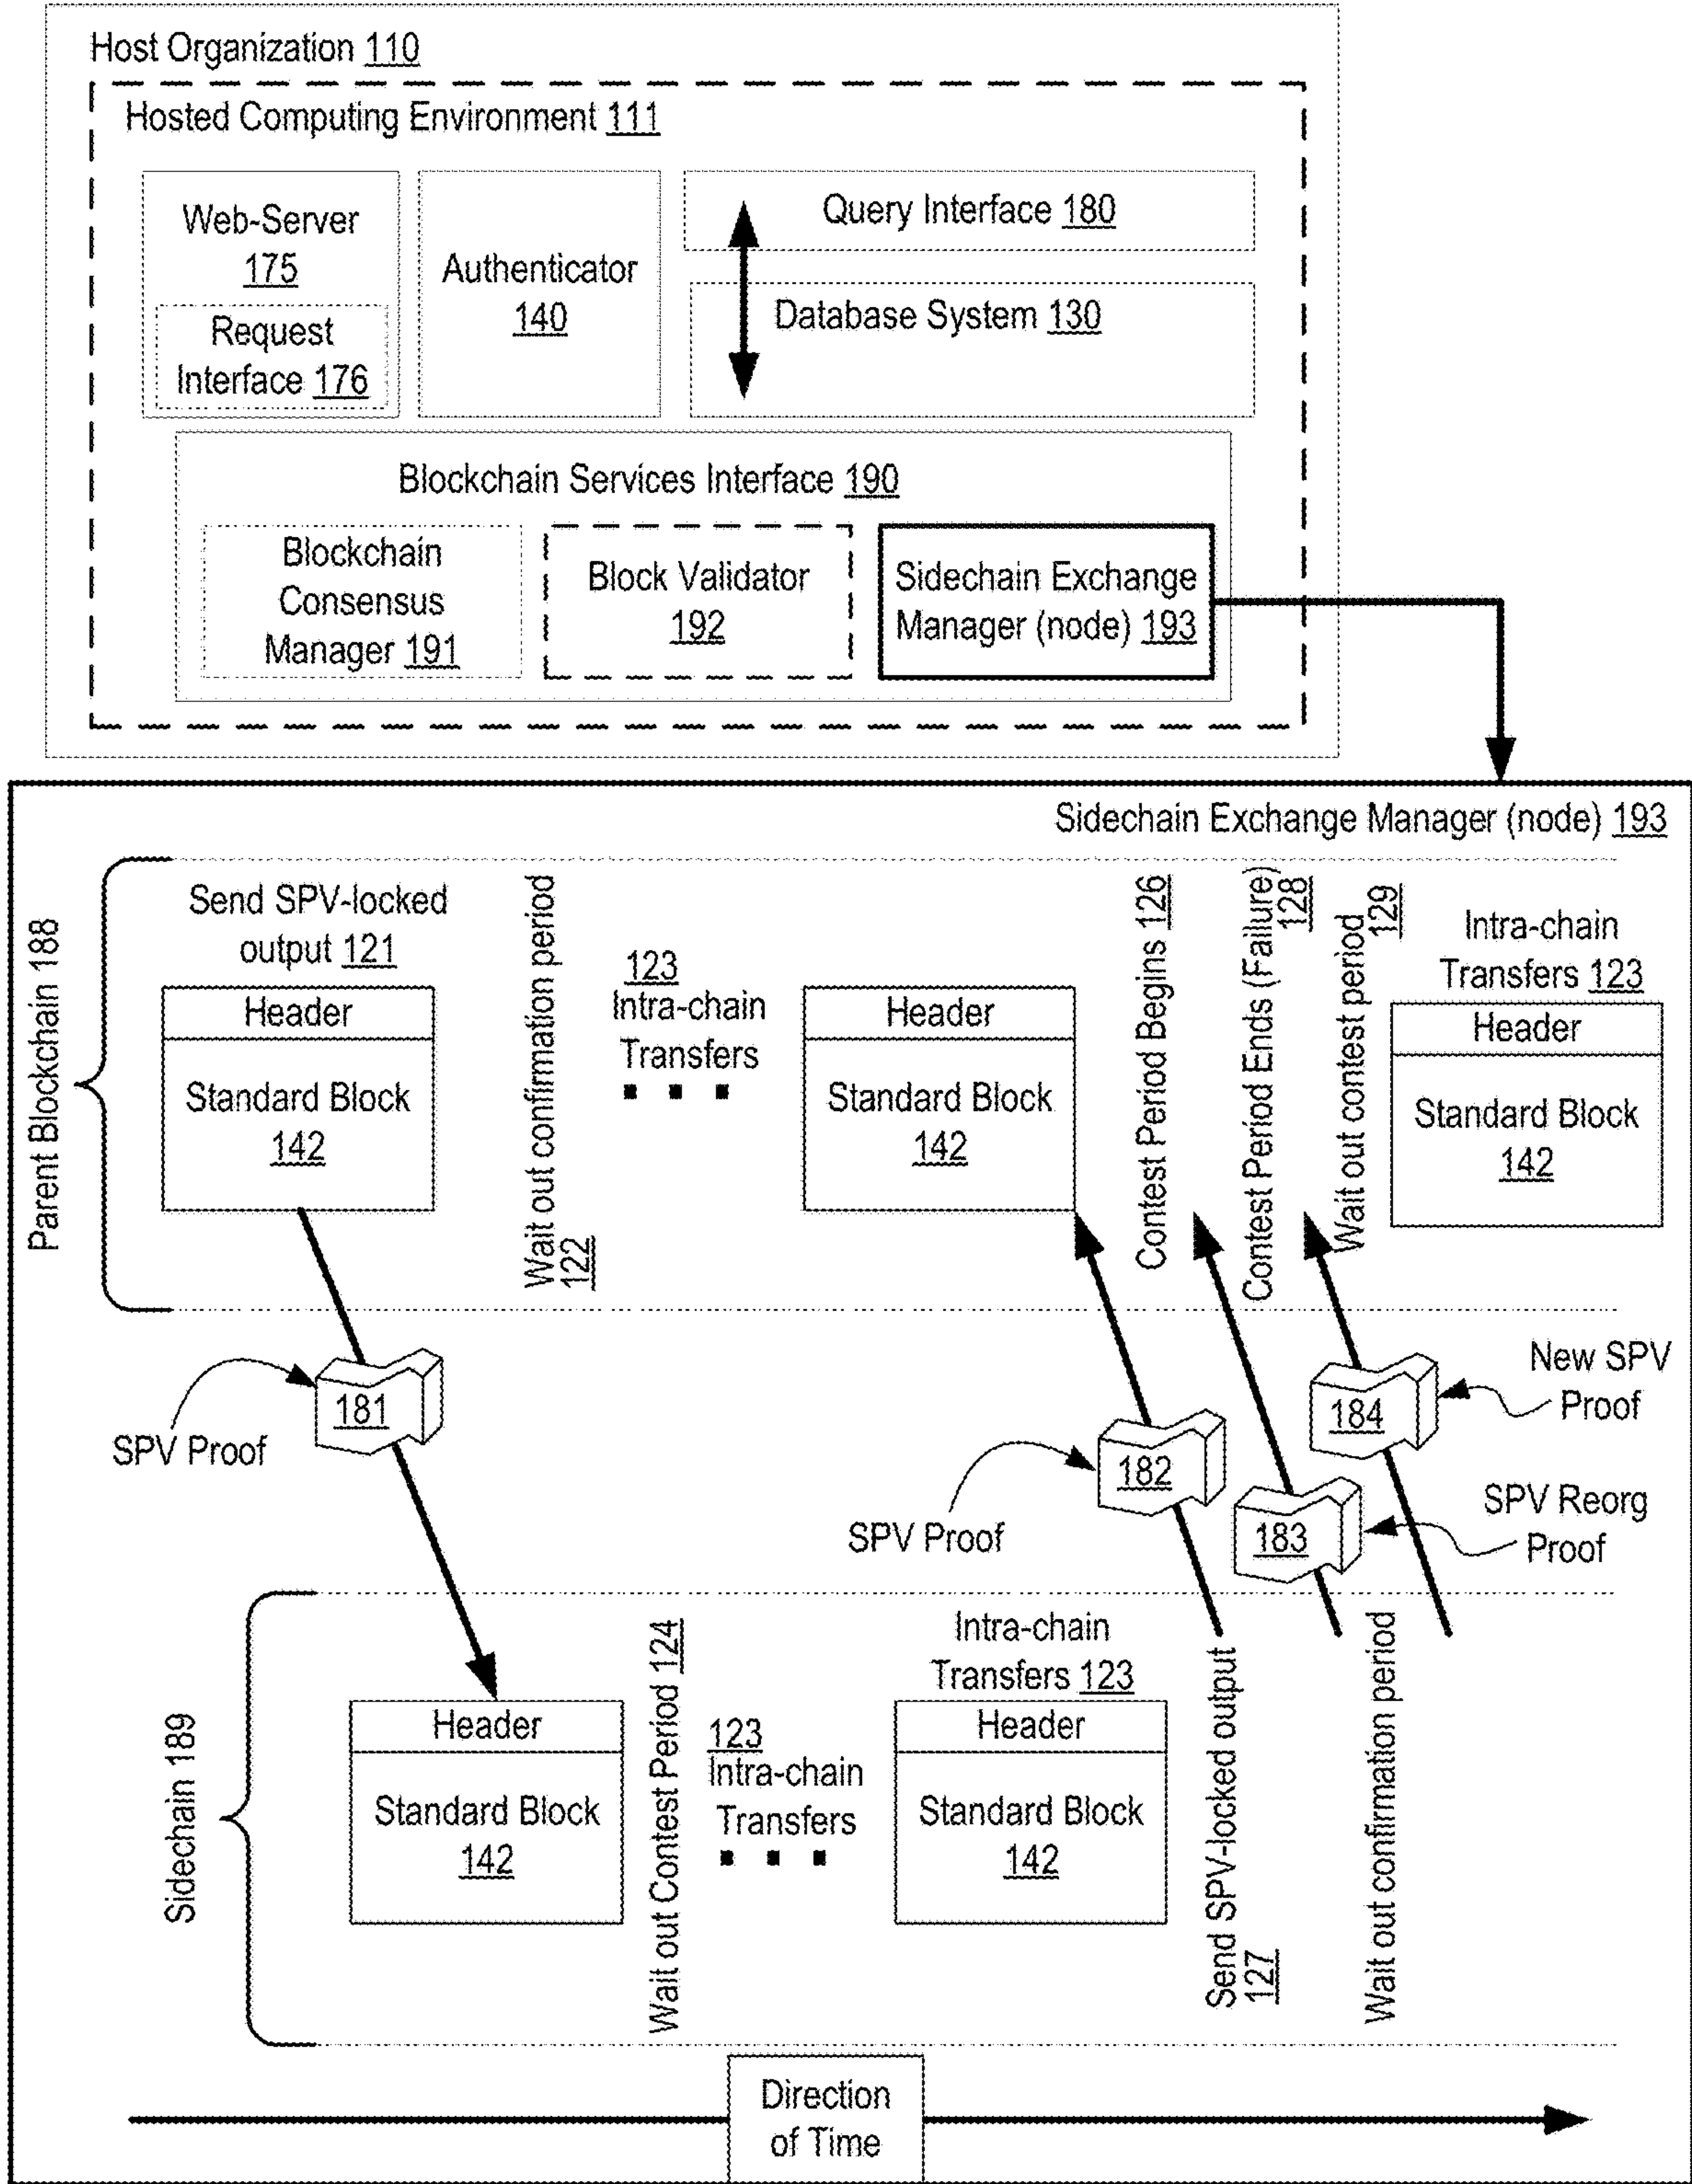 Host Organization 110
Hosted Computing Environment 111
Web-Server
175
Request
Interface 176
Authenticator
140
Query Interface 180
Database System 130
Blockchain Services Interface 190
Blockchain
Consensus
Manager 191
Block Validator
192
Sidechain Exchange
Manager (node) 193
Sidechain Exchange Manager (node) 193
Parent Blockchain 188
Send SPV-locked
output 121
Header
Standard Block
142
Wait out confirmation period
122
123
Intra-chain
Transfers
Header
Standard Block
142
Contest Period Begins 126
Contest Period Ends (Failure)
128
Wait out contest period
129
Intra-chain
Transfers 123
Header
Standard Block
142
SPV Proof
181
SPV Proof
182
183
SPV Reorg
Proof
184
New SPV
Proof
Sidechain 189
Header
Standard Block
142
Wait out Contest Period 124
123
Intra-chain
Transfers
Intra-chain
Transfers 123
Header
Standard Block
142
Send SPV-locked output
127
Wait out confirmation period
Direction
of Time